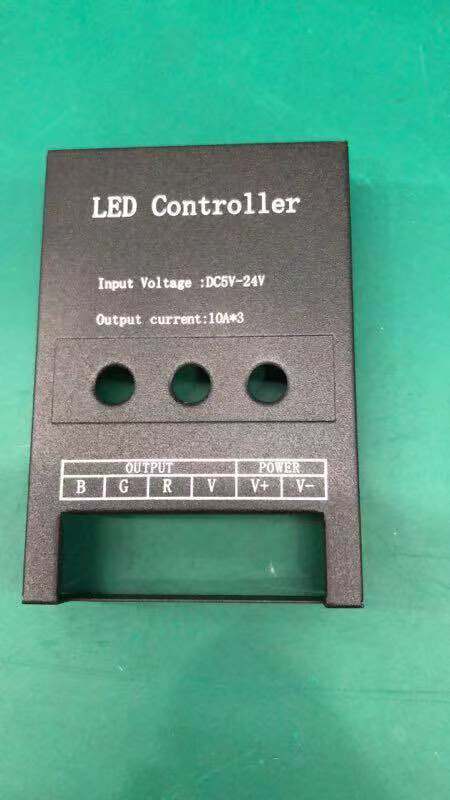 LED Controller
Input Voltage :DC5V-24V
Output current:10A*3
OUTPUT POWER
B G R V V+ V-